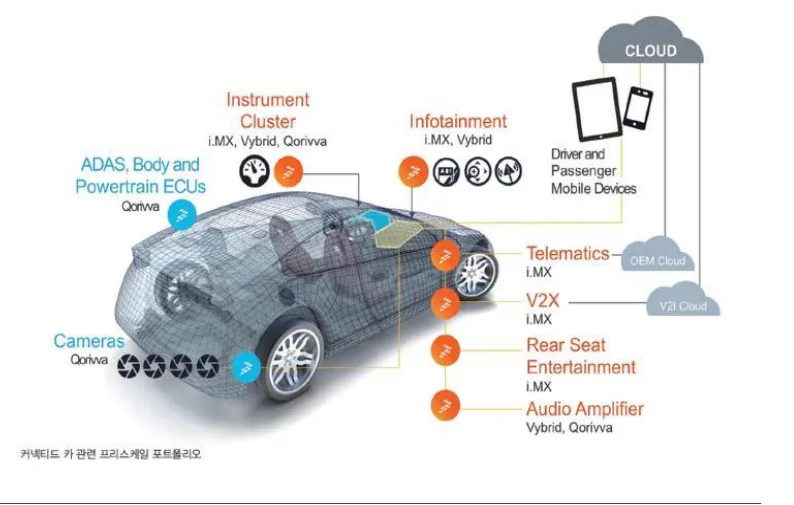 CLOUD
Instrument
Cluster
i.MX, Vybrid, Qorivva
Infotainment
i.MX, Vybrid
Driver and
Passenger
Mobile Devices
ADAS, Body and
Powertrain ECUs
Qorivva
Telematics
i.MX
OEM Cloud
V2X
i.MX
V2I Cloud
Cameras
Qorivva
Rear Seat
Entertainment
i.MX
Audio Amplifier
Vybrid, Qorivva
커넥티드 카 관련 프리스케일 포트폴리오